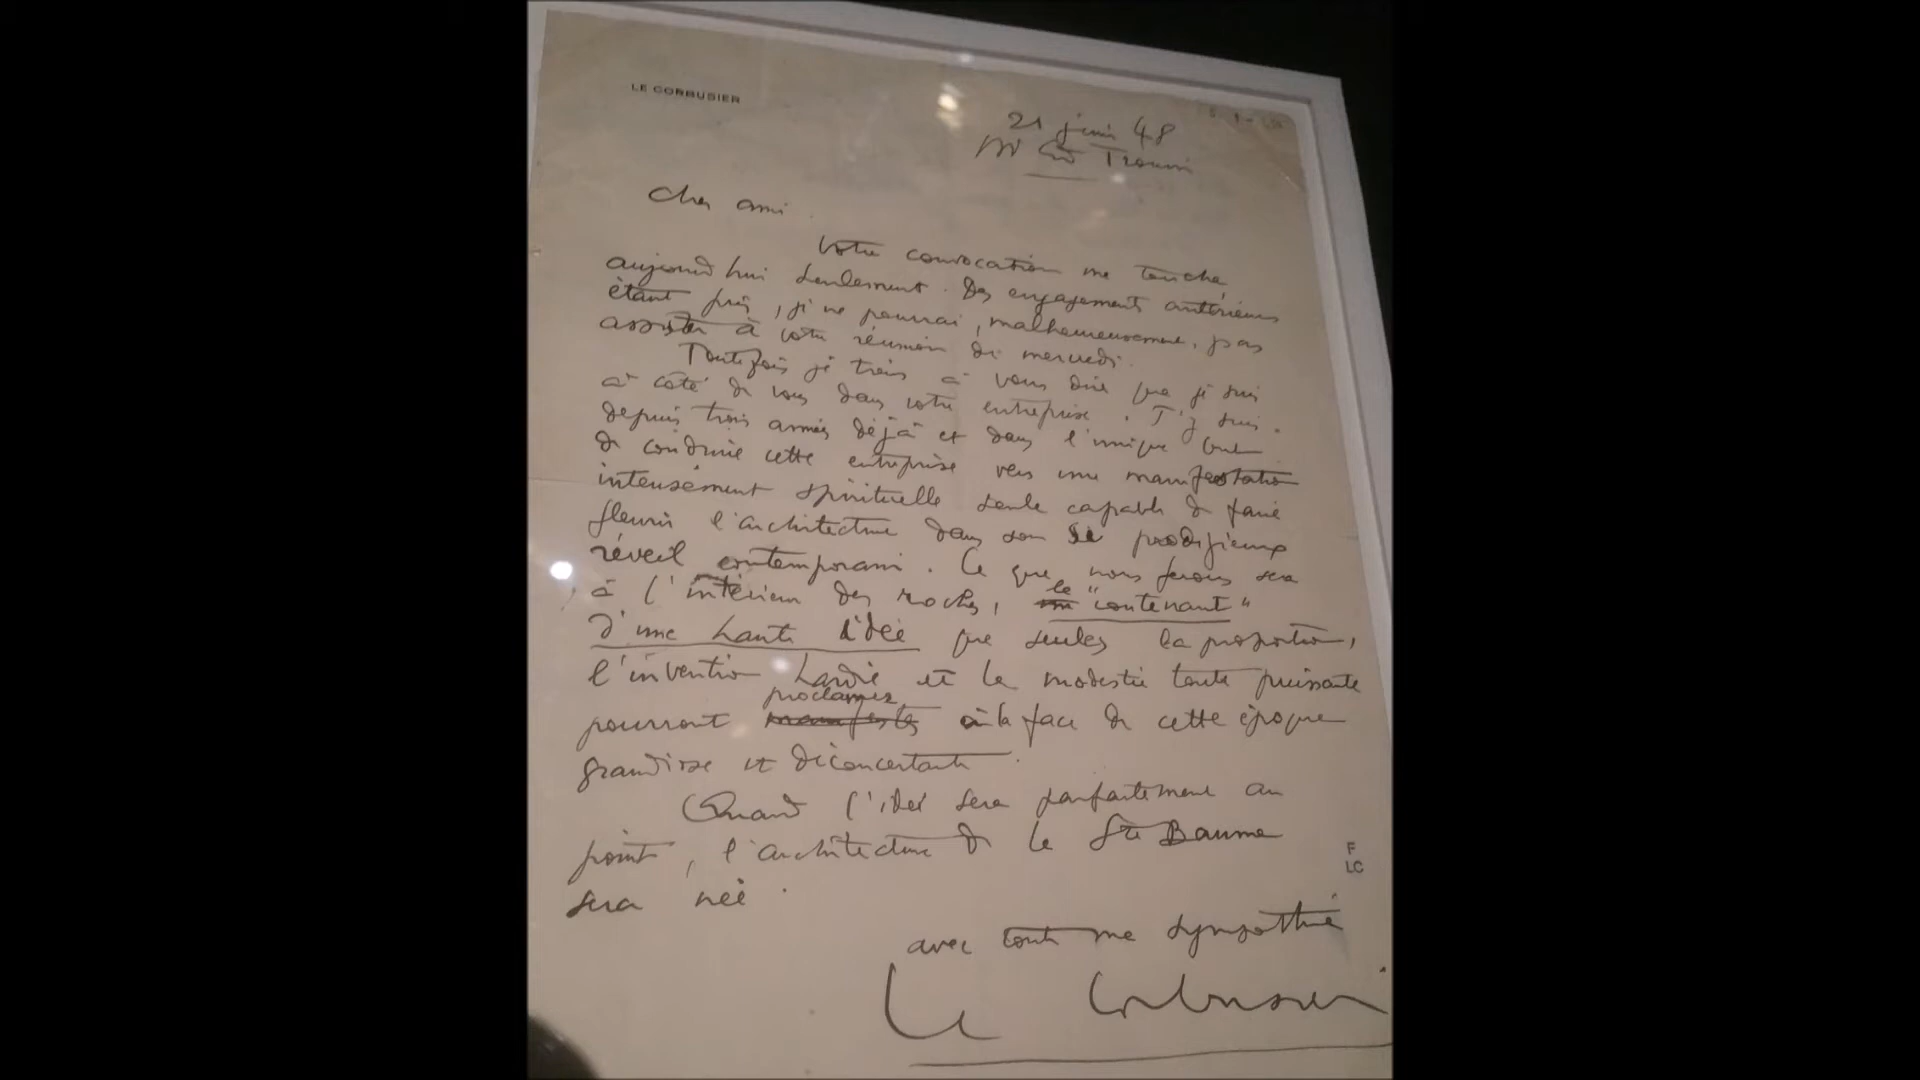 LE CORBUSIER
21 juin 48
Mr Ed Trouin
Cher ami
Votre convocation me touche
aujourd'hui seulement. Des engagements antérieurs
étant pris, je ne pourrai, malheureusement, pas
assister à votre réunion de mercredi.
Toutefois je tiens à vous dire que je suis
à côté de vous dans votre entreprise. J'y suis
depuis trois années déjà et dans l'unique but
de conduire cette entreprise vers une manifestation
intensément spirituelle seule capable de faire
fleurir l'architecture dans son si prodigieux
réveil contemporain. Ce que nous ferons sera
à l'intérieur des roches, le "contenant"
d'une haute idée que seules la proportion,
l'invention hardie et la modestie toute puissante
pourront proclamer à la face de cette époque
grandiose et déconcertante.
Quand l'idée sera parfaitement au
point, l'architecture de la Ste Baume
sera née.
avec toute ma sympathie
Le Corbusier
F
LC